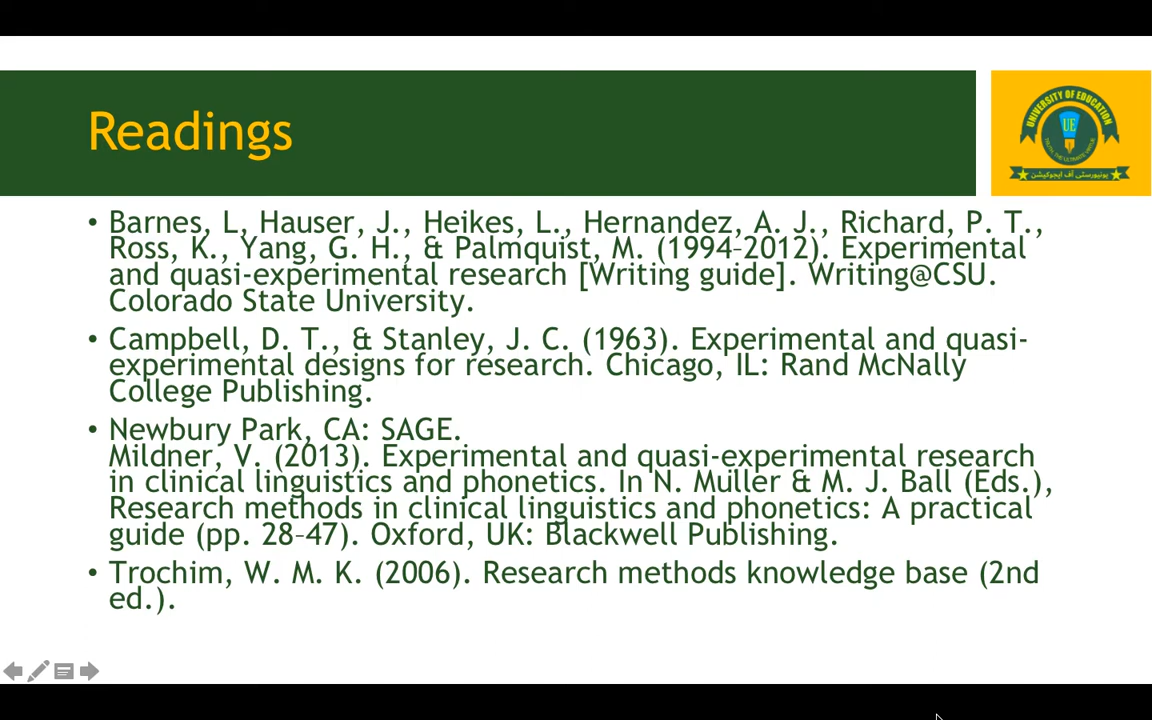 Readings
UNIVERSITY OF EDUCATION
UE
یونیورسٹی آف ایجوکیشن
• Barnes, L, Hauser, J., Heikes, L., Hernandez, A. J., Richard, P. T.,
Ross, K., Yang, G. H., & Palmquist, M. (1994–2012). Experimental
and quasi-experimental research [Writing guide]. Writing@CSU.
Colorado State University.
• Campbell, D. T., & Stanley, J. C. (1963). Experimental and quasi-
experimental designs for research. Chicago, IL: Rand McNally
College Publishing.
• Newbury Park, CA: SAGE.
Mildner, V. (2013). Experimental and quasi-experimental research
in clinical linguistics and phonetics. In N. Müller & M. J. Ball (Eds.),
Research methods in clinical linguistics and phonetics: A practical
guide (pp. 28–47). Oxford, UK: Blackwell Publishing.
• Trochim, W. M. K. (2006). Research methods knowledge base (2nd
ed.).